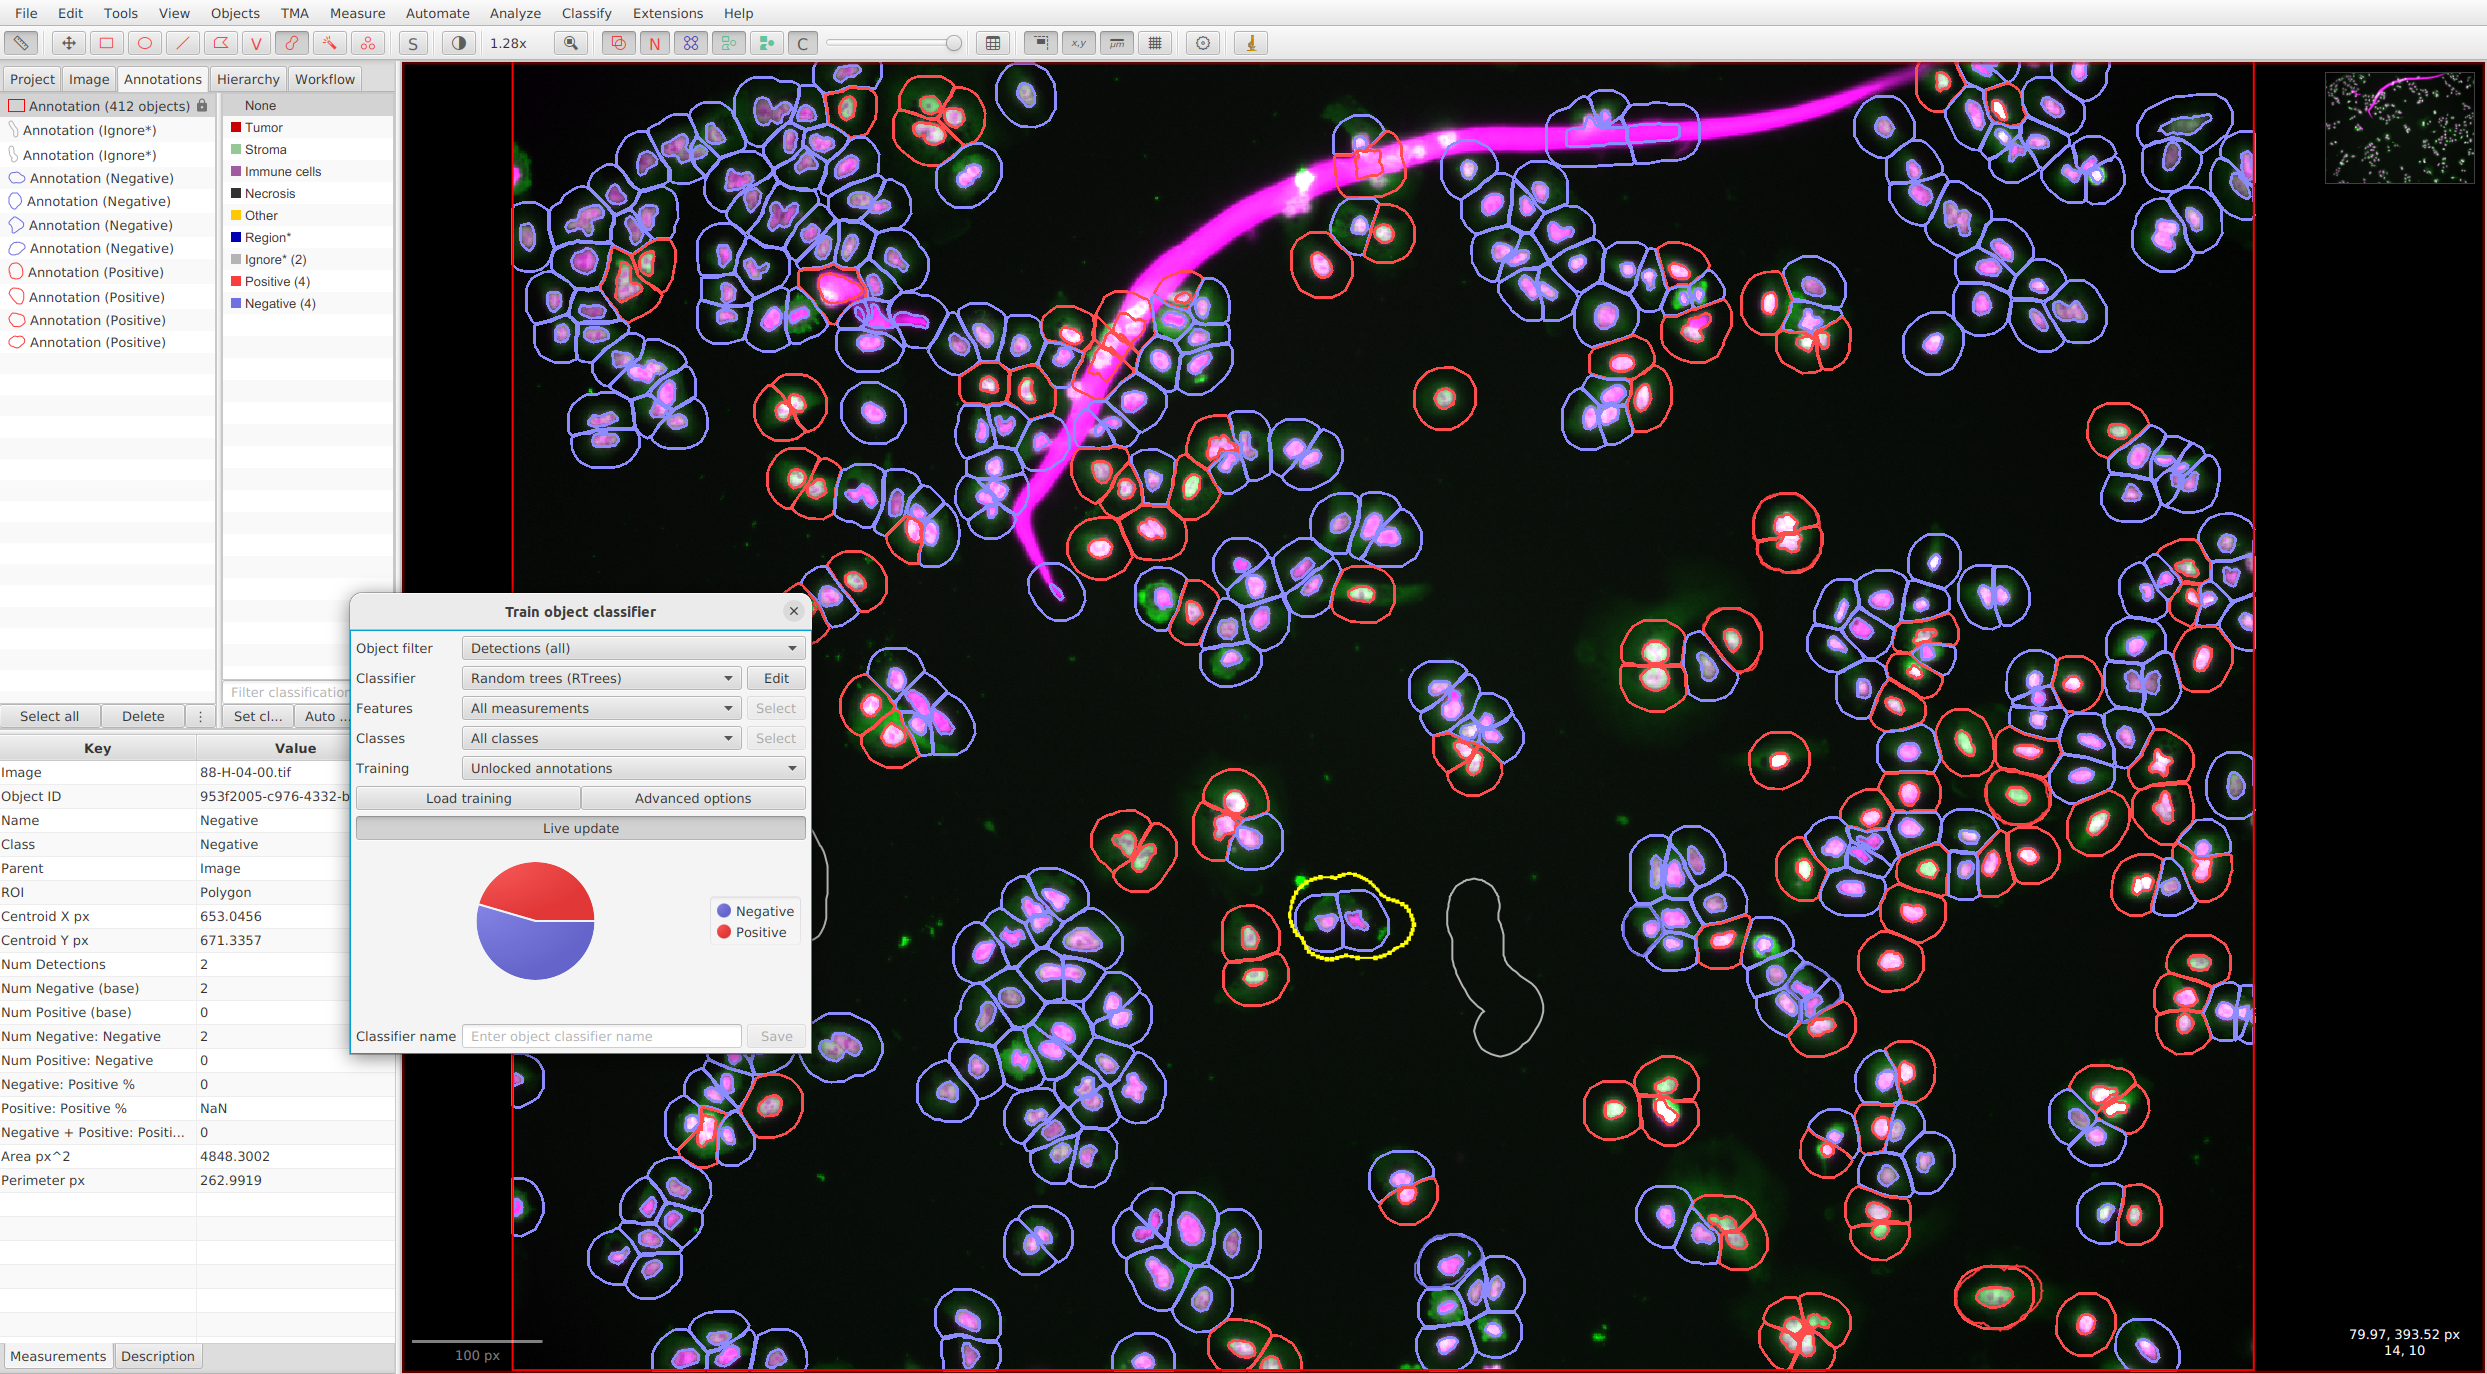 File Edit Tools View Objects TMA Measure Automate Analyze Classify Extensions Help
V S 1.28x N C x,y μm
Project Image Annotations Hierarchy Workflow
Annotation (412 objects)
Annotation (Ignore*)
Annotation (Ignore*)
Annotation (Negative)
Annotation (Negative)
Annotation (Negative)
Annotation (Negative)
Annotation (Positive)
Annotation (Positive)
Annotation (Positive)
Annotation (Positive)
None
Tumor
Stroma
Immune cells
Necrosis
Other
Region*
Ignore* (2)
Positive (4)
Negative (4)
Filter classification
Select all Delete ⋮ Set cl... Auto ...
Key Value
Image 88-H-04-00.tif
Object ID 953f2005-c976-4332-b
Name Negative
Class Negative
Parent Image
ROI Polygon
Centroid X px 653.0456
Centroid Y px 671.3357
Num Detections 2
Num Negative (base) 2
Num Positive (base) 0
Num Negative: Negative 2
Num Positive: Negative 0
Negative: Positive % 0
Positive: Positive % NaN
Negative + Positive: Positi... 0
Area px^2 4848.3002
Perimeter px 262.9919
Measurements Description
Train object classifier
Object filter Detections (all)
Classifier Random trees (RTrees) Edit
Features All measurements Select
Classes All classes Select
Training Unlocked annotations
Load training Advanced options
Live update
Negative
Positive
Classifier name Enter object classifier name Save
100 px
79.97, 393.52 px
14, 10